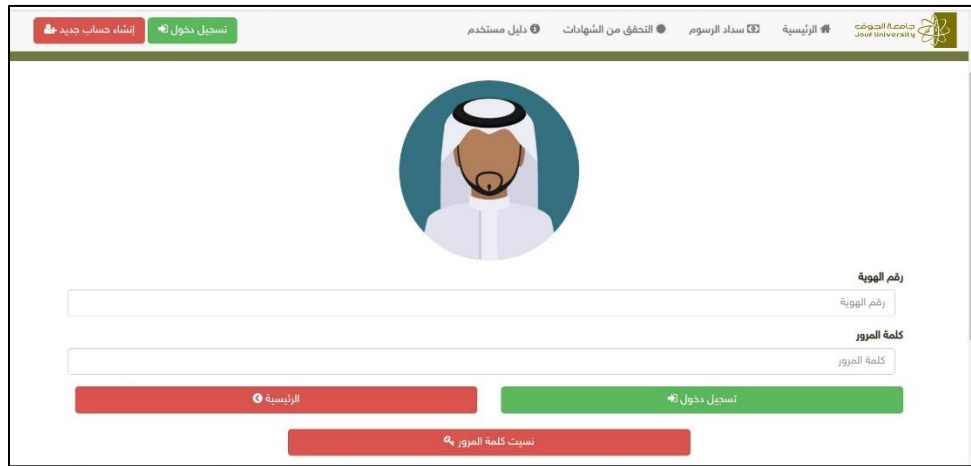 جامعة الجوف
Jouf University
الرئيسية
سداد الرسوم
التحقق من الشهادات
دليل مستخدم
تسجيل دخول
إنشاء حساب جديد
رقم الهوية
رقم الهوية
كلمة المرور
كلمة المرور
تسجيل دخول
الرئيسية
نسيت كلمة المرور